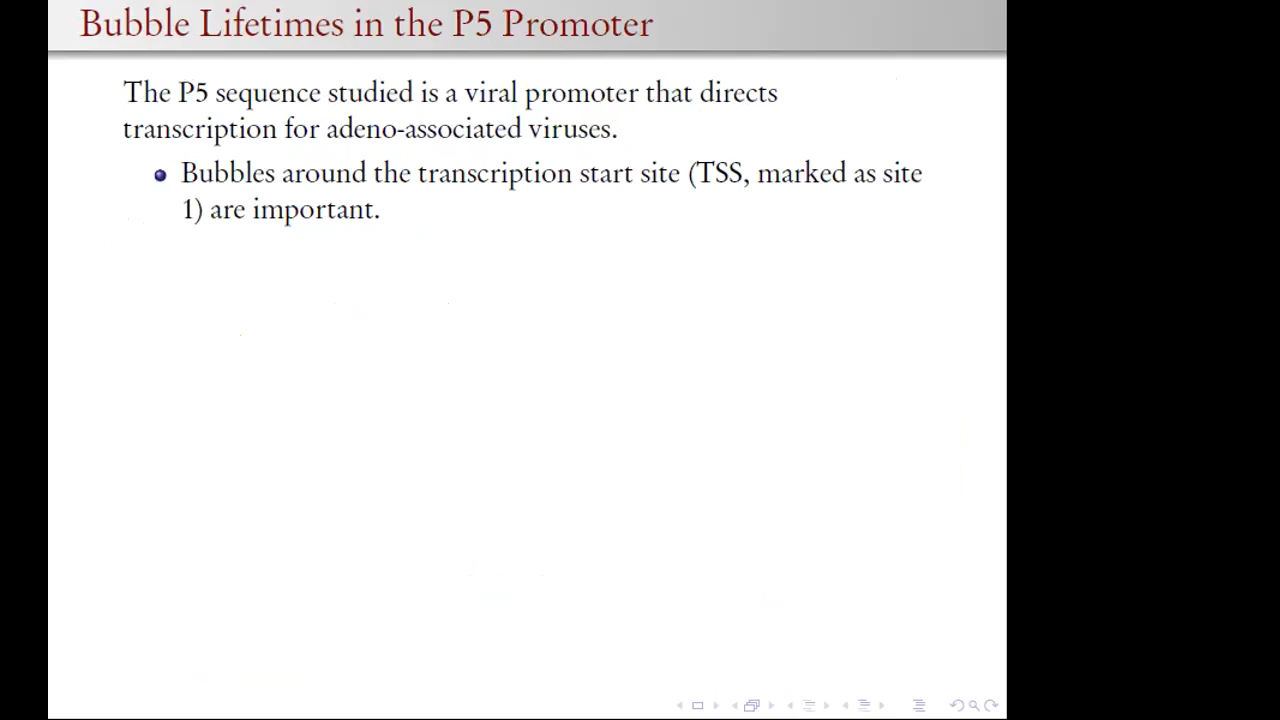 Bubble Lifetimes in the P5 Promoter
The P5 sequence studied is a viral promoter that directs
transcription for adeno-associated viruses.
Bubbles around the transcription start site (TSS, marked as site
1) are important.